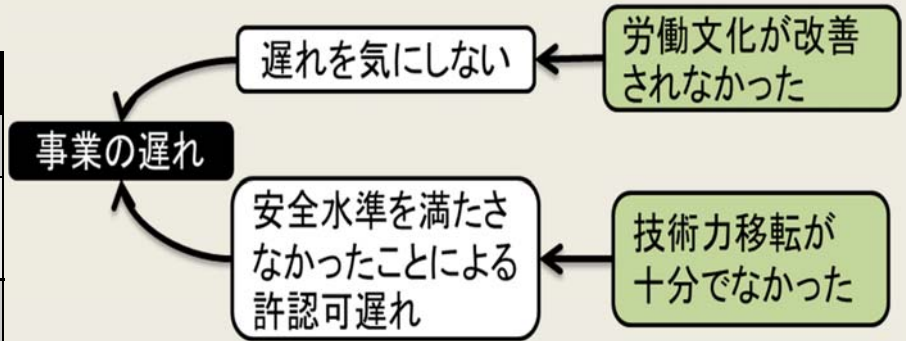 遅れを気にしない
労働文化が改善
されなかった
事業の遅れ
安全水準を満たさ
なかったことによる
許認可遅れ
技術力移転が
十分でなかった